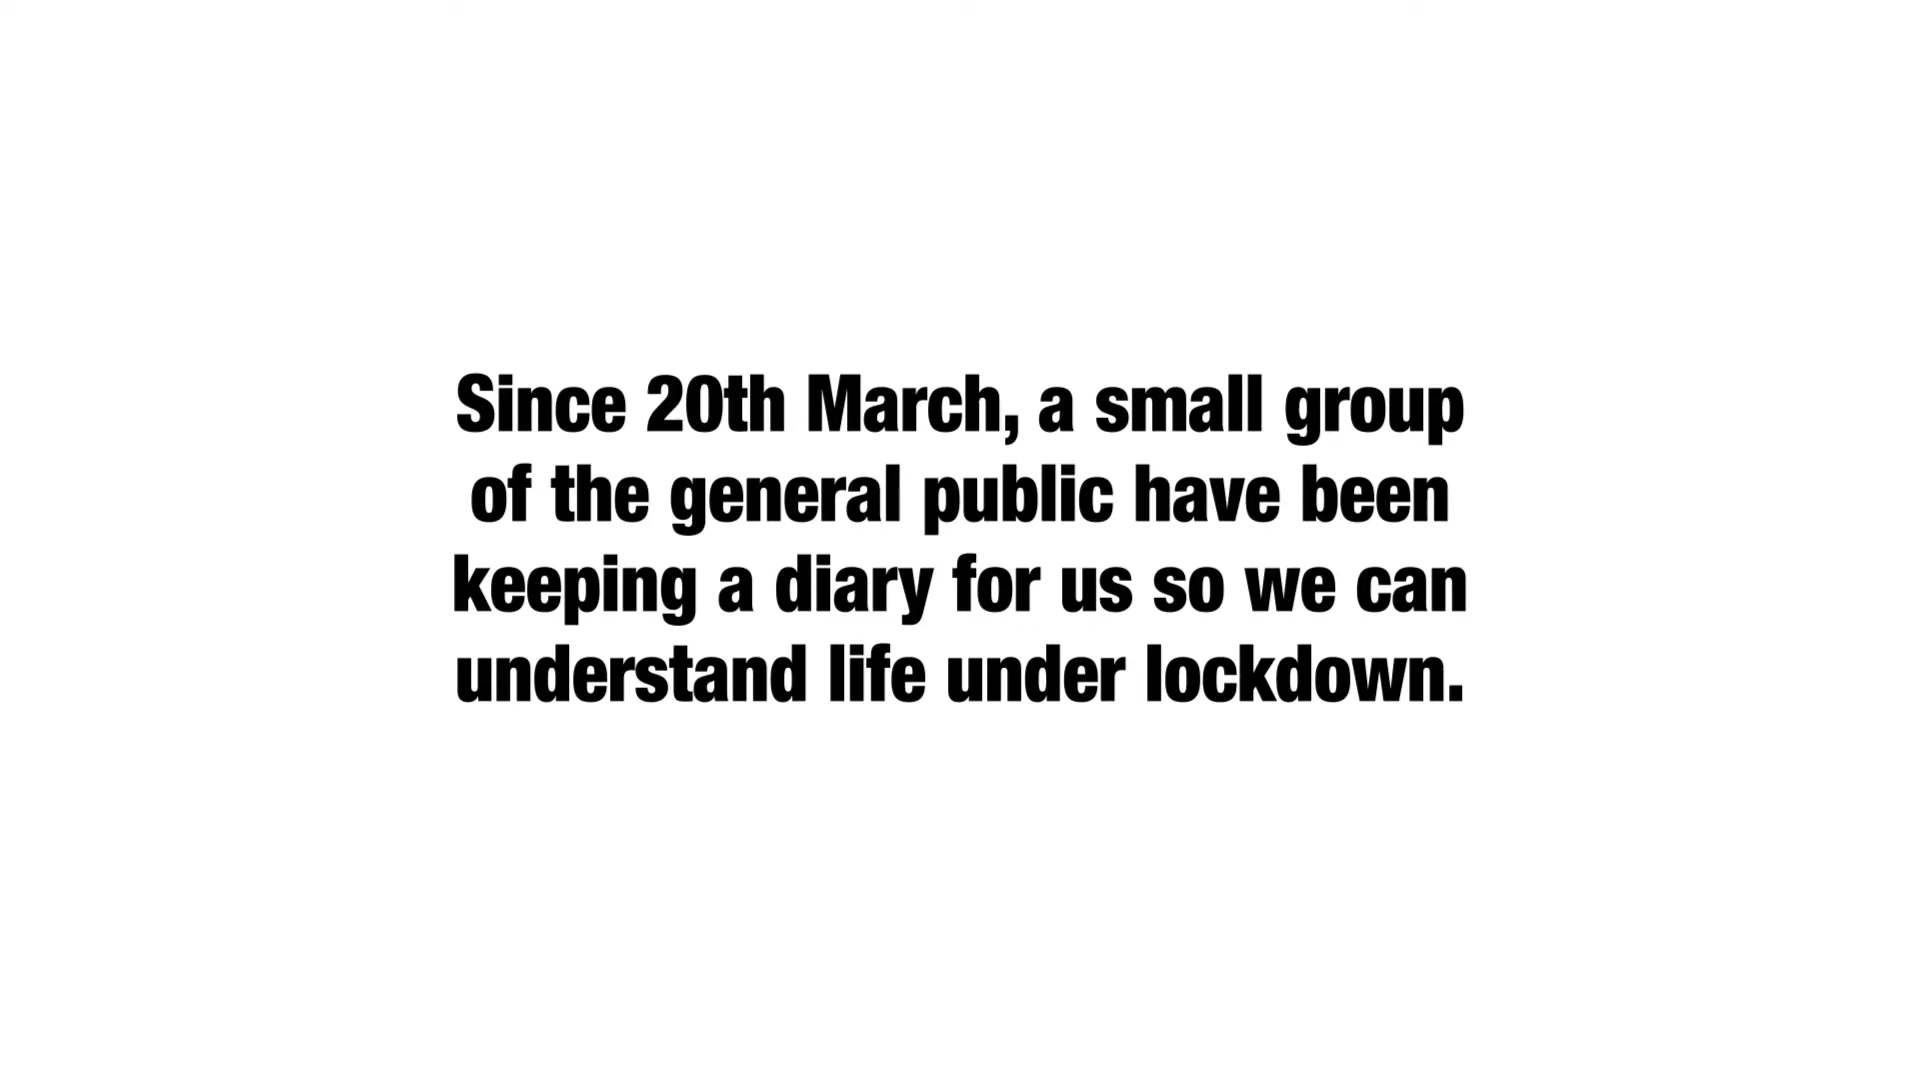 Since 20th March, a small group
of the general public have been
keeping a diary for us so we can
understand life under lockdown.